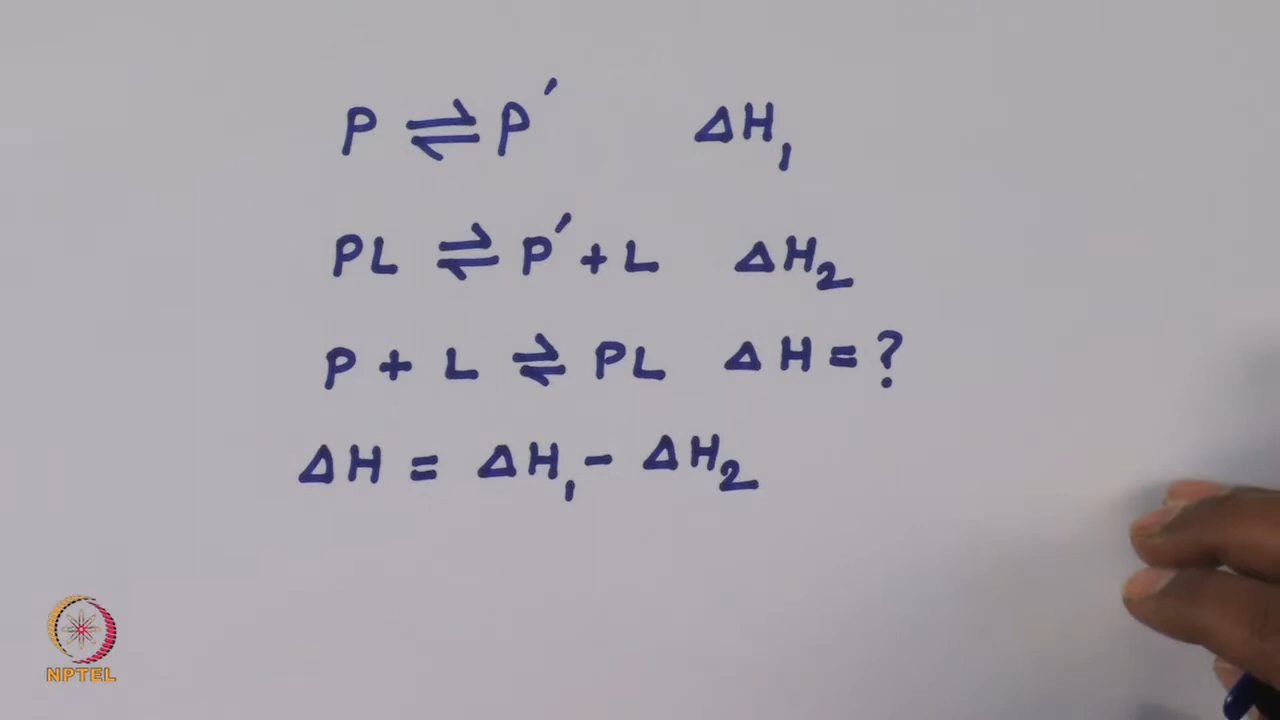 P ⇌ P′ ΔH₁
PL ⇌ P′ + L ΔH₂
P + L ⇌ PL ΔH = ?
ΔH = ΔH₁ − ΔH₂
NPTEL